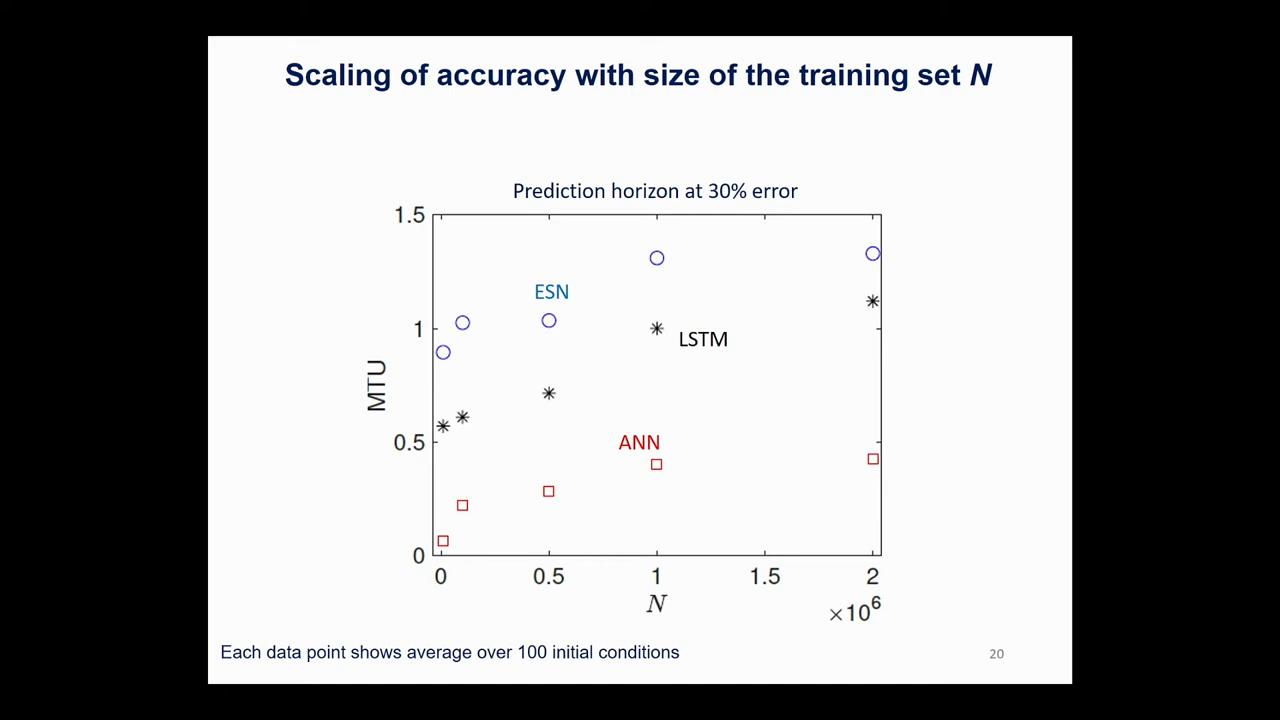 Scaling of accuracy with size of the training set N
Prediction horizon at 30% error
1.5
ESN
1
LSTM
MTU
0.5
ANN
0
0 0.5 1 1.5 2
N
×10⁶
Each data point shows average over 100 initial conditions
20